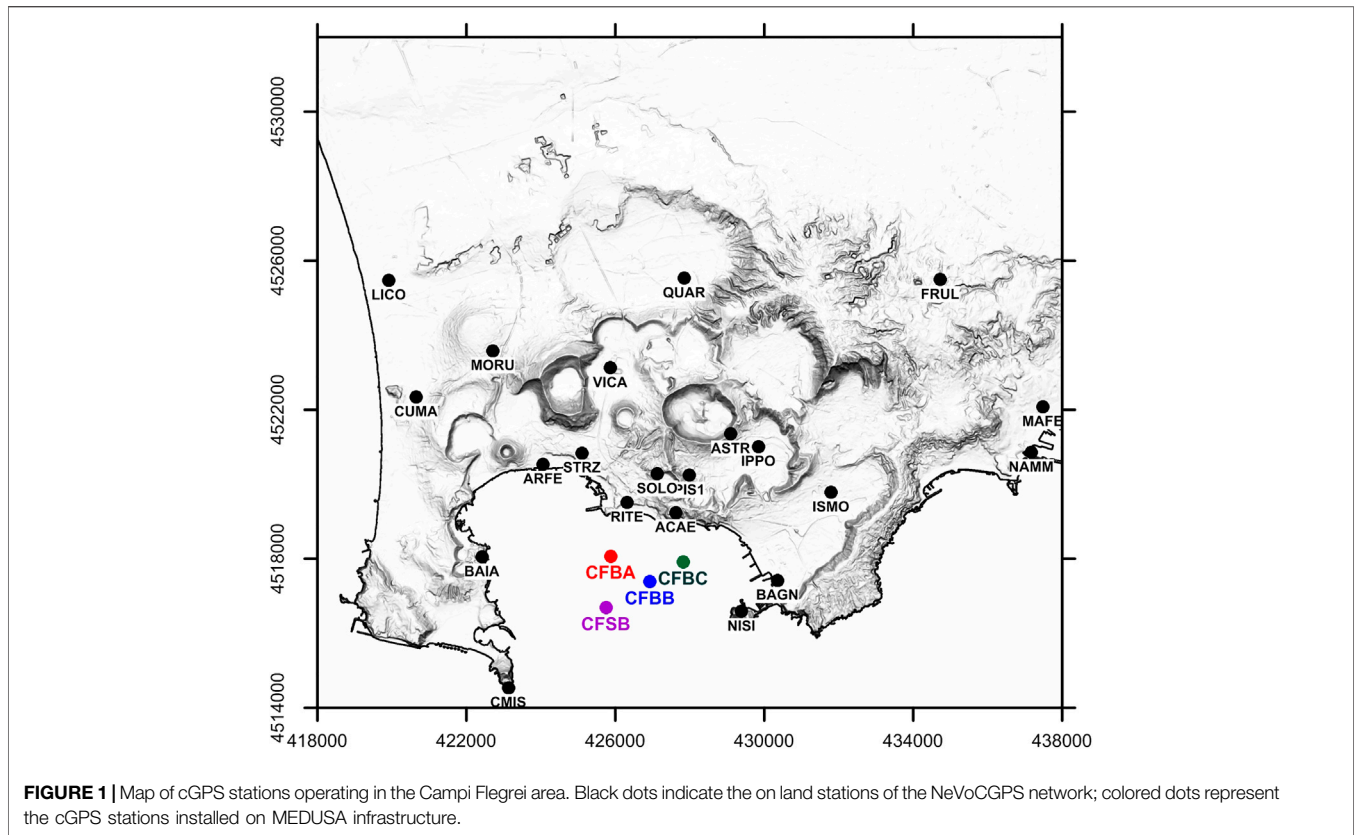 4530000
4526000
4522000
4518000
4514000
LICO
QUAR
FRUL
MORU
VICA
CUMA
MAFE
ASTR
IPPO
NAMM
STRZ
ARFE
SOLO
PIS1
ISMO
RITE
ACAE
BAIA
CFBA
CFBC
CFBB
BAGN
CFSB
NISI
CMIS
418000 422000 426000 430000 434000 438000
FIGURE 1 | Map of cGPS stations operating in the Campi Flegrei area. Black dots indicate the on land stations of the NeVoCGPS network; colored dots represent
the cGPS stations installed on MEDUSA infrastructure.